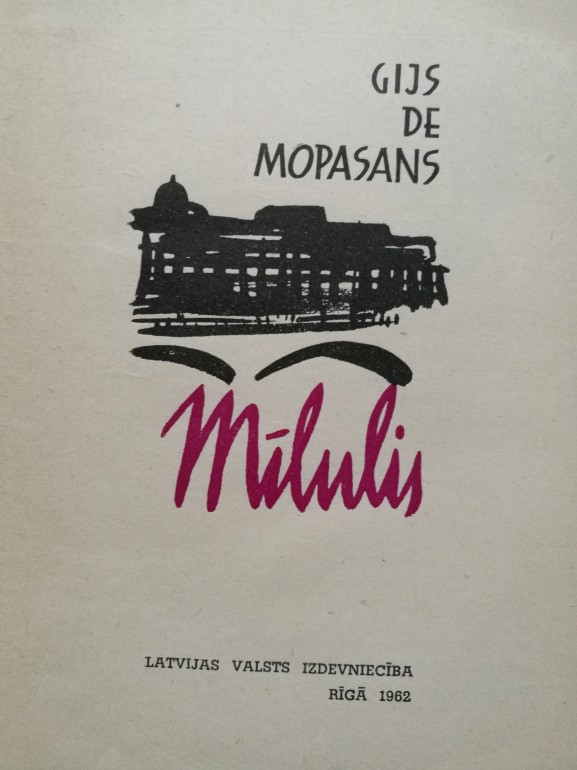 GIJS
DE
MOPASANS
Mīlulis
LATVIJAS VALSTS IZDEVNIECĪBA
RĪGĀ 1962